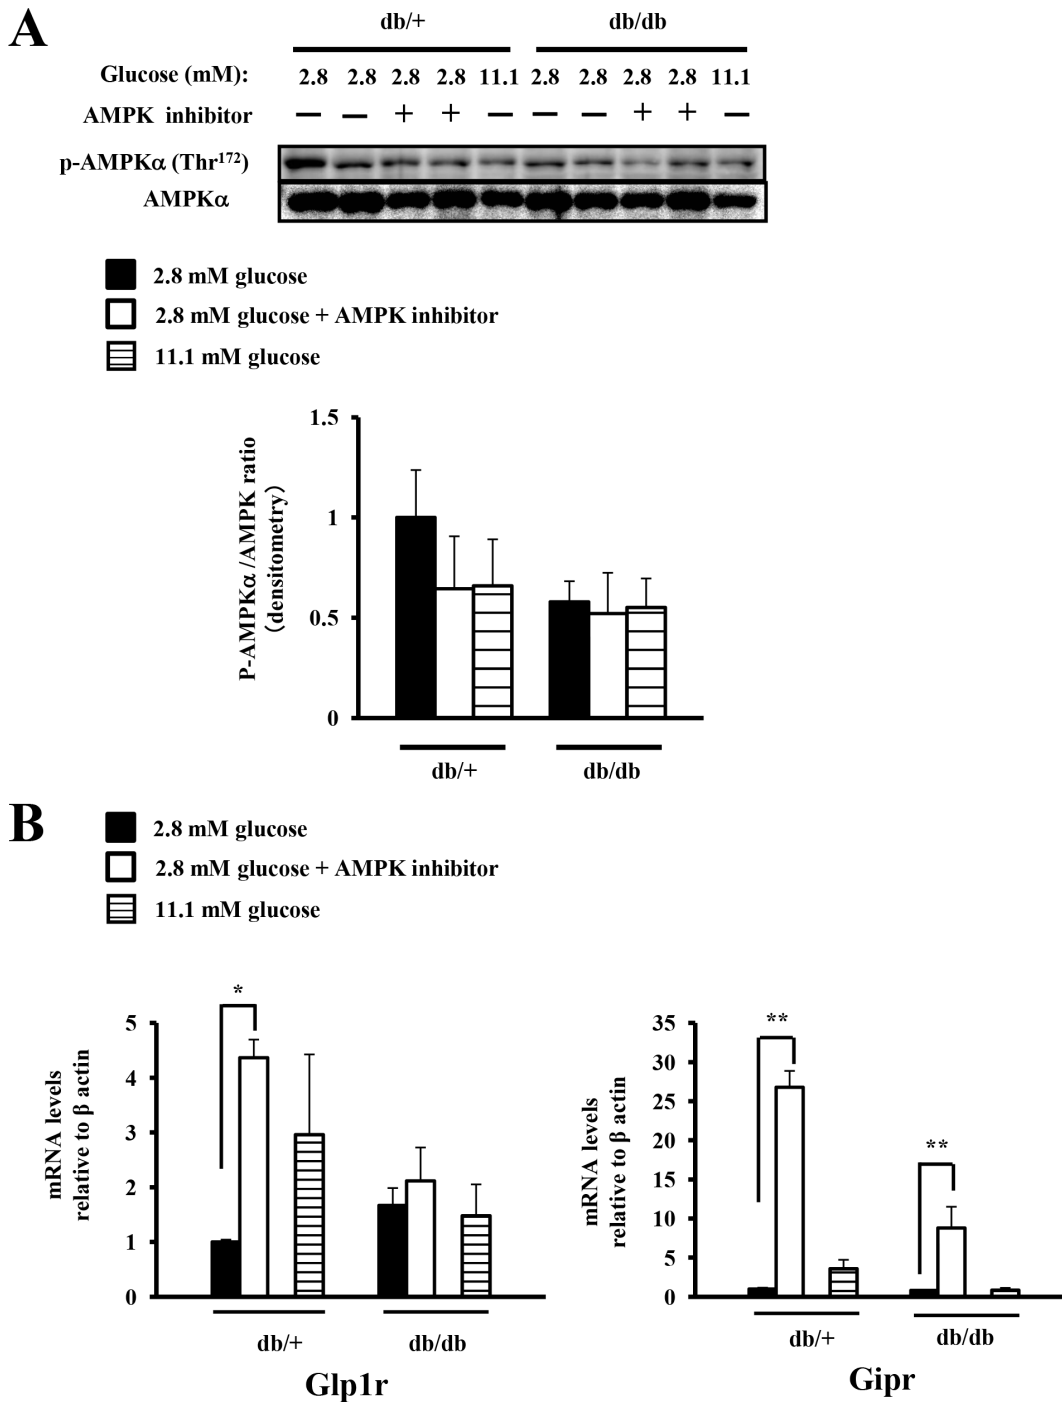 A
db/+ db/db
Glucose (mM): 2.8 2.8 2.8 2.8 11.1 2.8 2.8 2.8 2.8 11.1
AMPK inhibitor — — + + — — — + + —
p-AMPKα (Thr172)
AMPKα
2.8 mM glucose
2.8 mM glucose + AMPK inhibitor
11.1 mM glucose
P-AMPKα /AMPK ratio
(densitometry)
1.5
1
0.5
0
db/+ db/db
B
2.8 mM glucose
2.8 mM glucose + AMPK inhibitor
11.1 mM glucose
mRNA levels
relative to β actin
5
4
3
2
1
0
*
db/+ db/db
Glp1r
mRNA levels
relative to β actin
35
30
25
20
15
10
5
0
**
**
db/+ db/db
Gipr